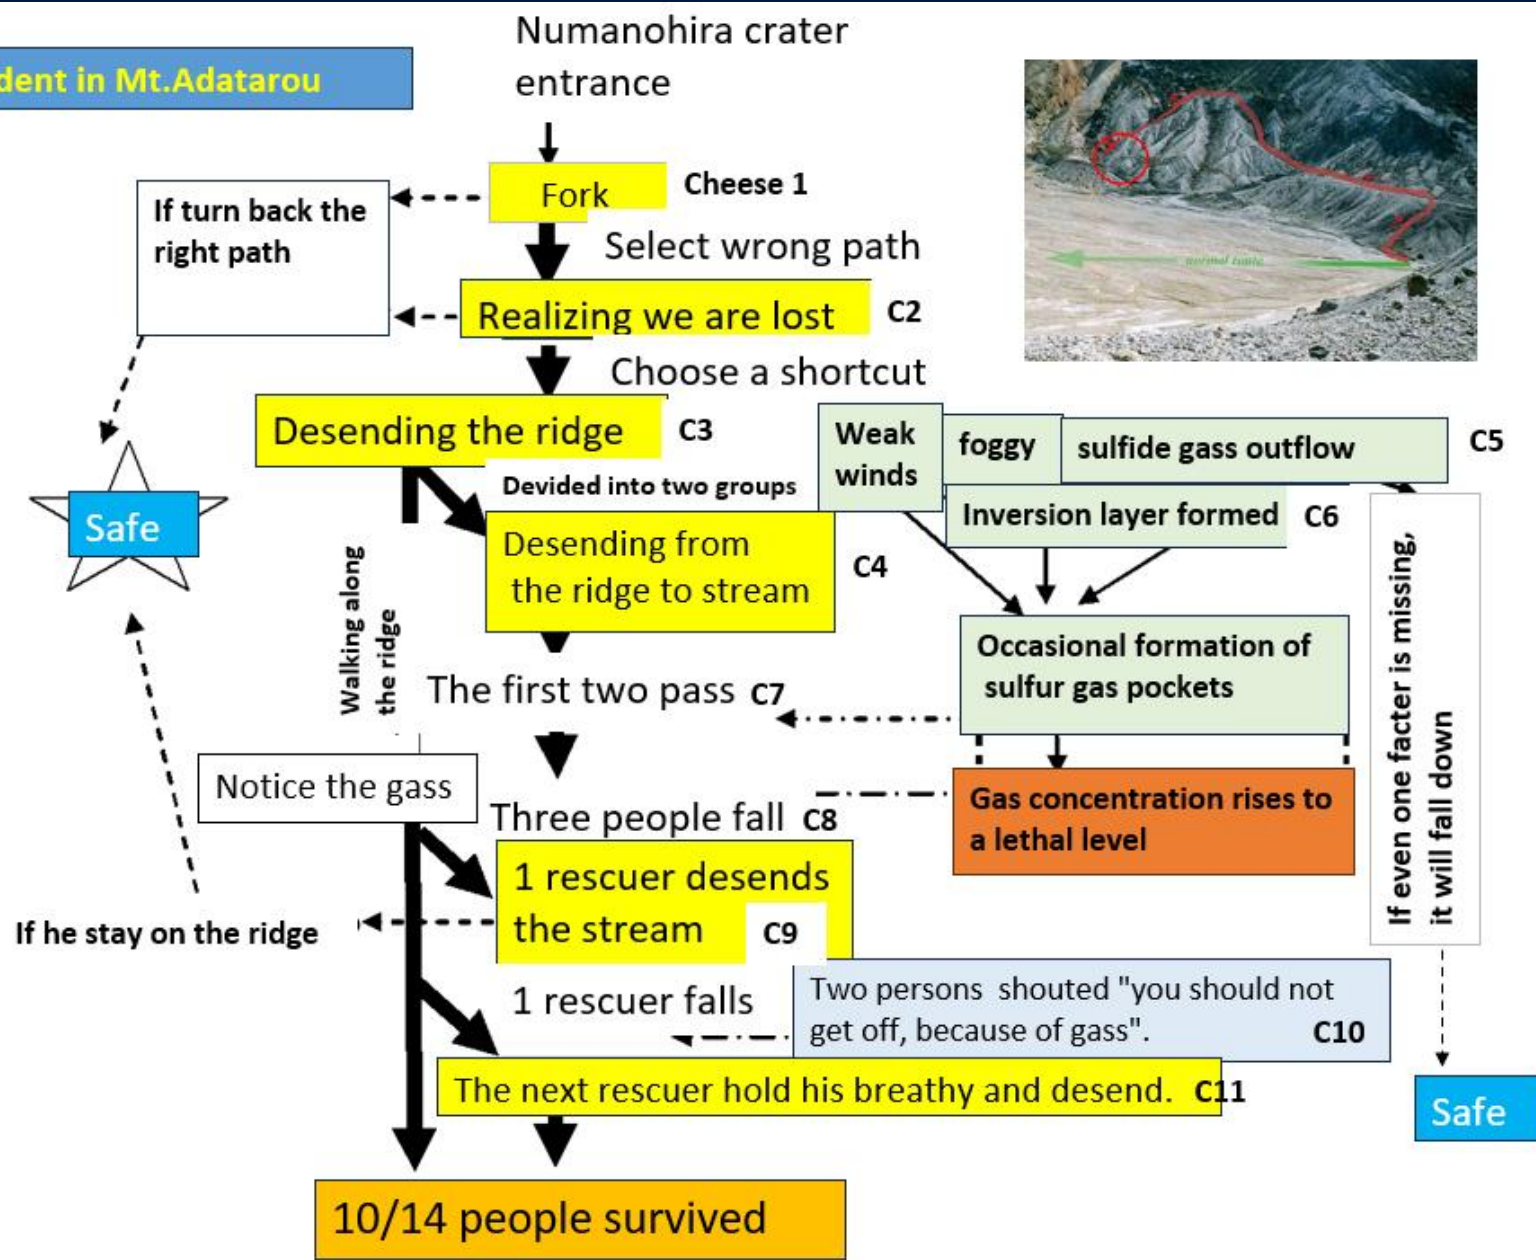 dent in Mt.Adatarou
Numanohira crater
entrance
Fork
Cheese 1
If turn back the
right path
Select wrong path
Realizing we are lost
C2
Choose a shortcut
normal route
Desending the ridge
C3
Weak
winds
foggy
sulfide gass outflow
C5
Devided into two groups
Inversion layer formed
C6
Safe
Desending from
the ridge to stream
C4
Walking along
the ridge
If even one facter is missing,
it will fall down
Occasional formation of
sulfur gas pockets
The first two pass
C7
Notice the gass
Three people fall
C8
Gas concentration rises to
a lethal level
1 rescuer desends
the stream
C9
If he stay on the ridge
1 rescuer falls
Two persons shouted "you should not
get off, because of gass".
C10
The next rescuer hold his breathy and desend.
C11
Safe
10/14 people survived